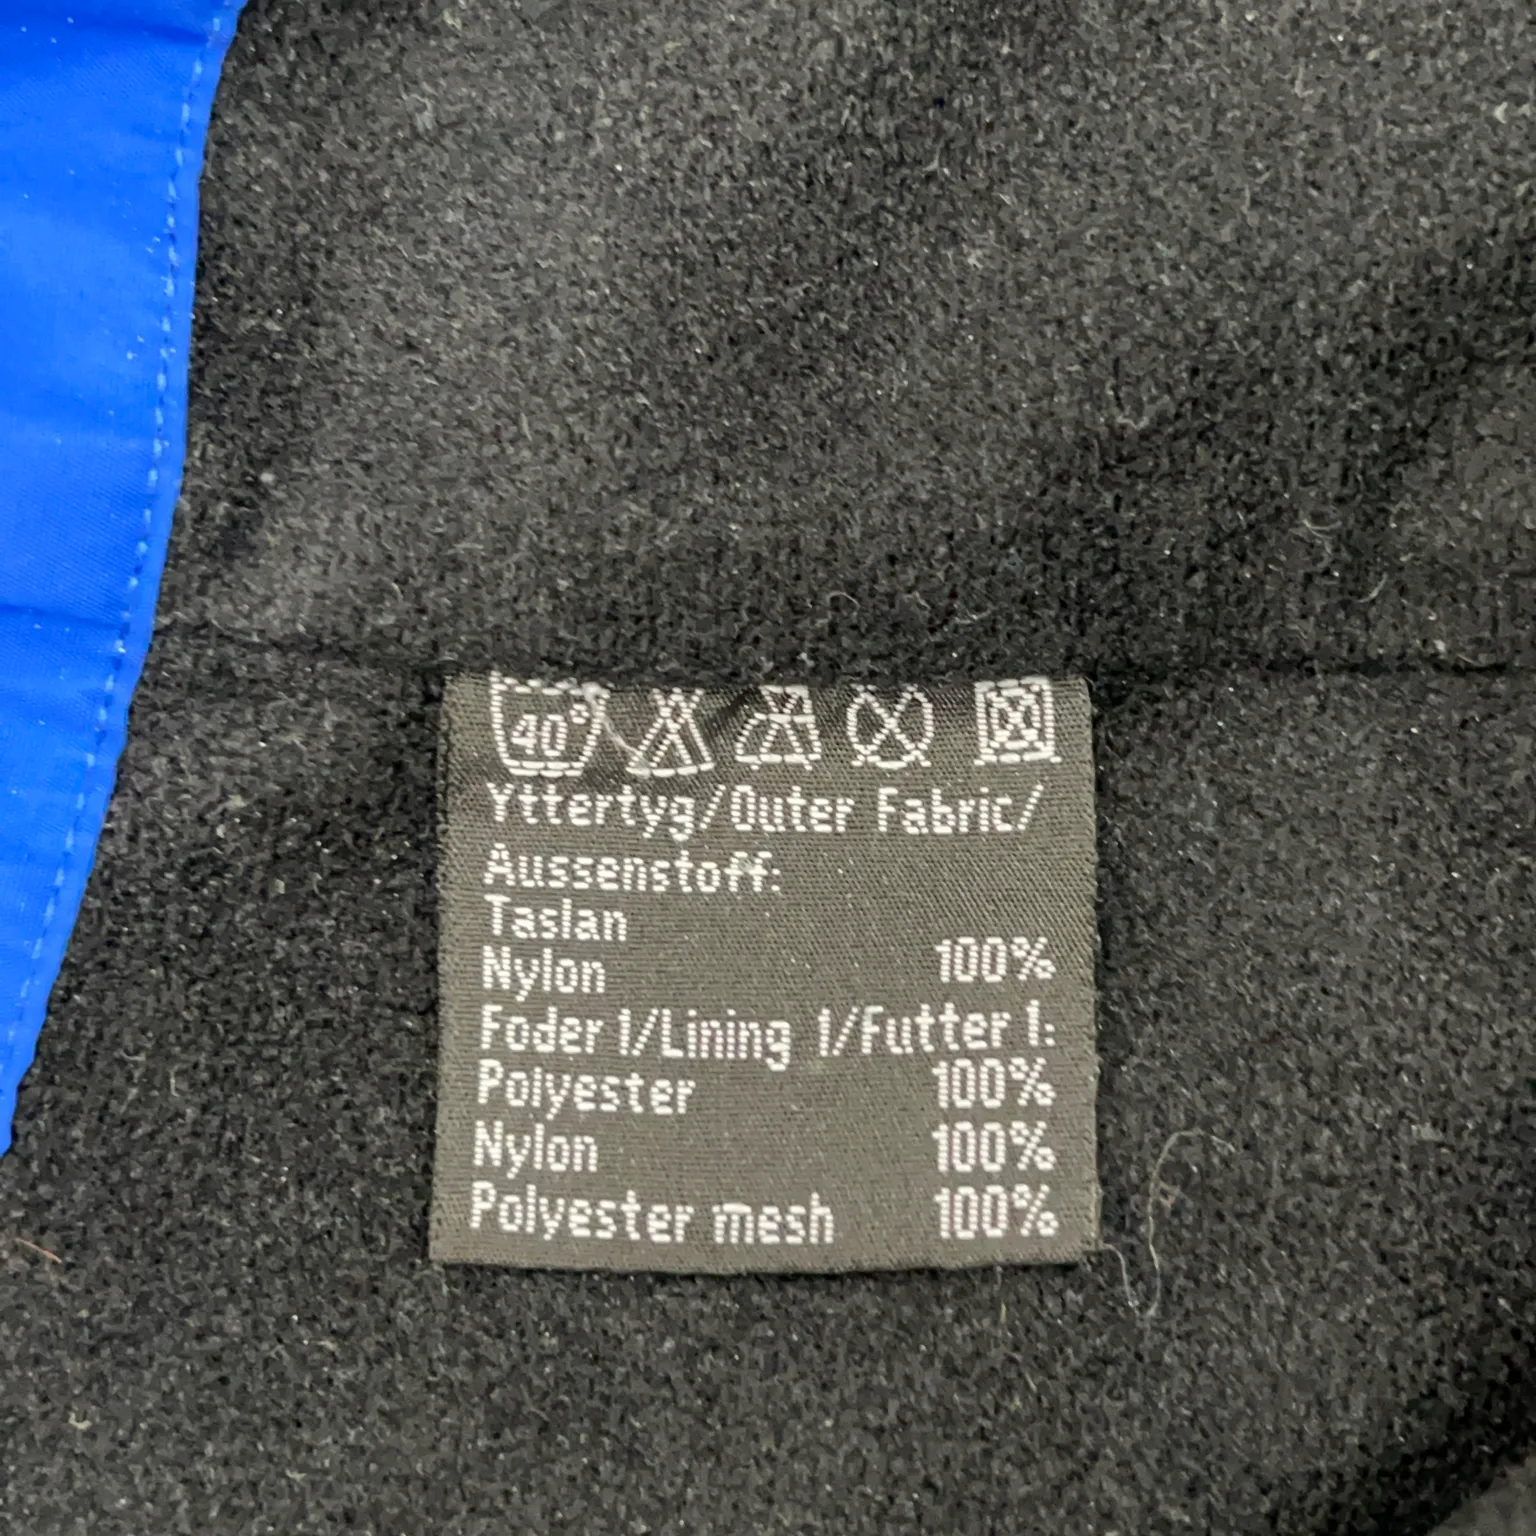 40°
Yttertyg/Outer Fabric/
Aussenstoff:
Taslan
Nylon 100%
Foder 1/Lining 1/Futter 1:
Polyester 100%
Nylon 100%
Polyester mesh 100%